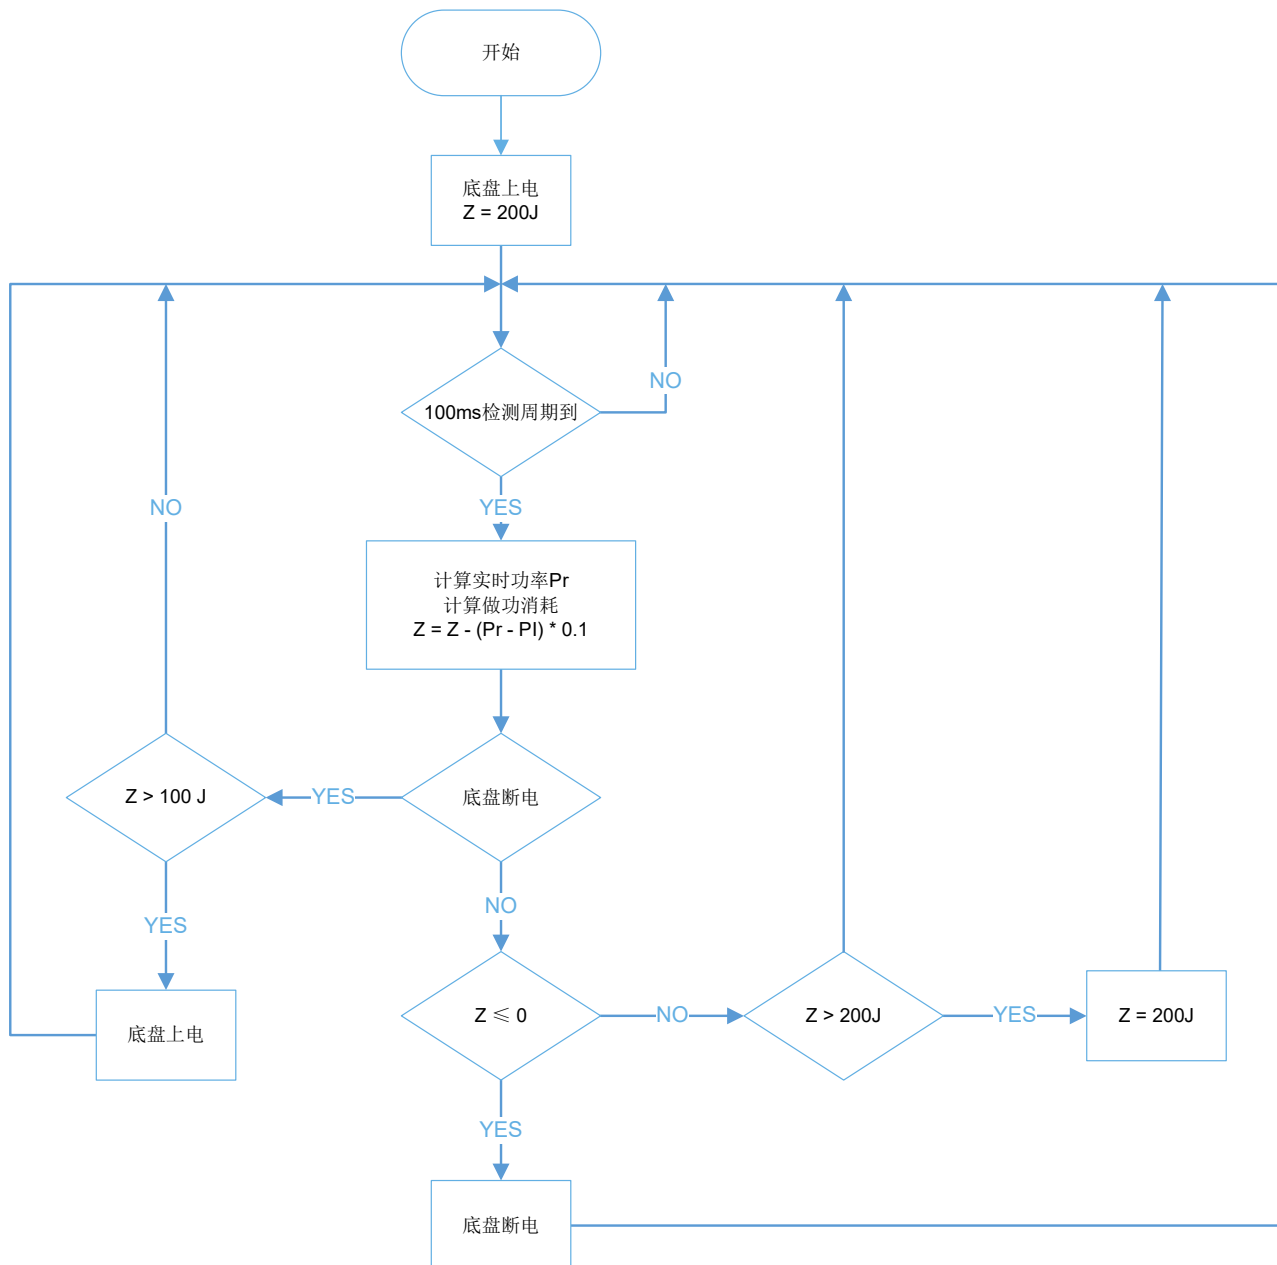 开始
底盘上电
Z = 200J
100ms检测周期到
NO
YES
NO
计算实时功率Pr
计算做功消耗
Z = Z - (Pr - PI) * 0.1
Z > 100 J
YES
底盘断电
NO
YES
底盘上电
Z ≤ 0
NO
Z > 200J
YES
Z = 200J
YES
底盘断电